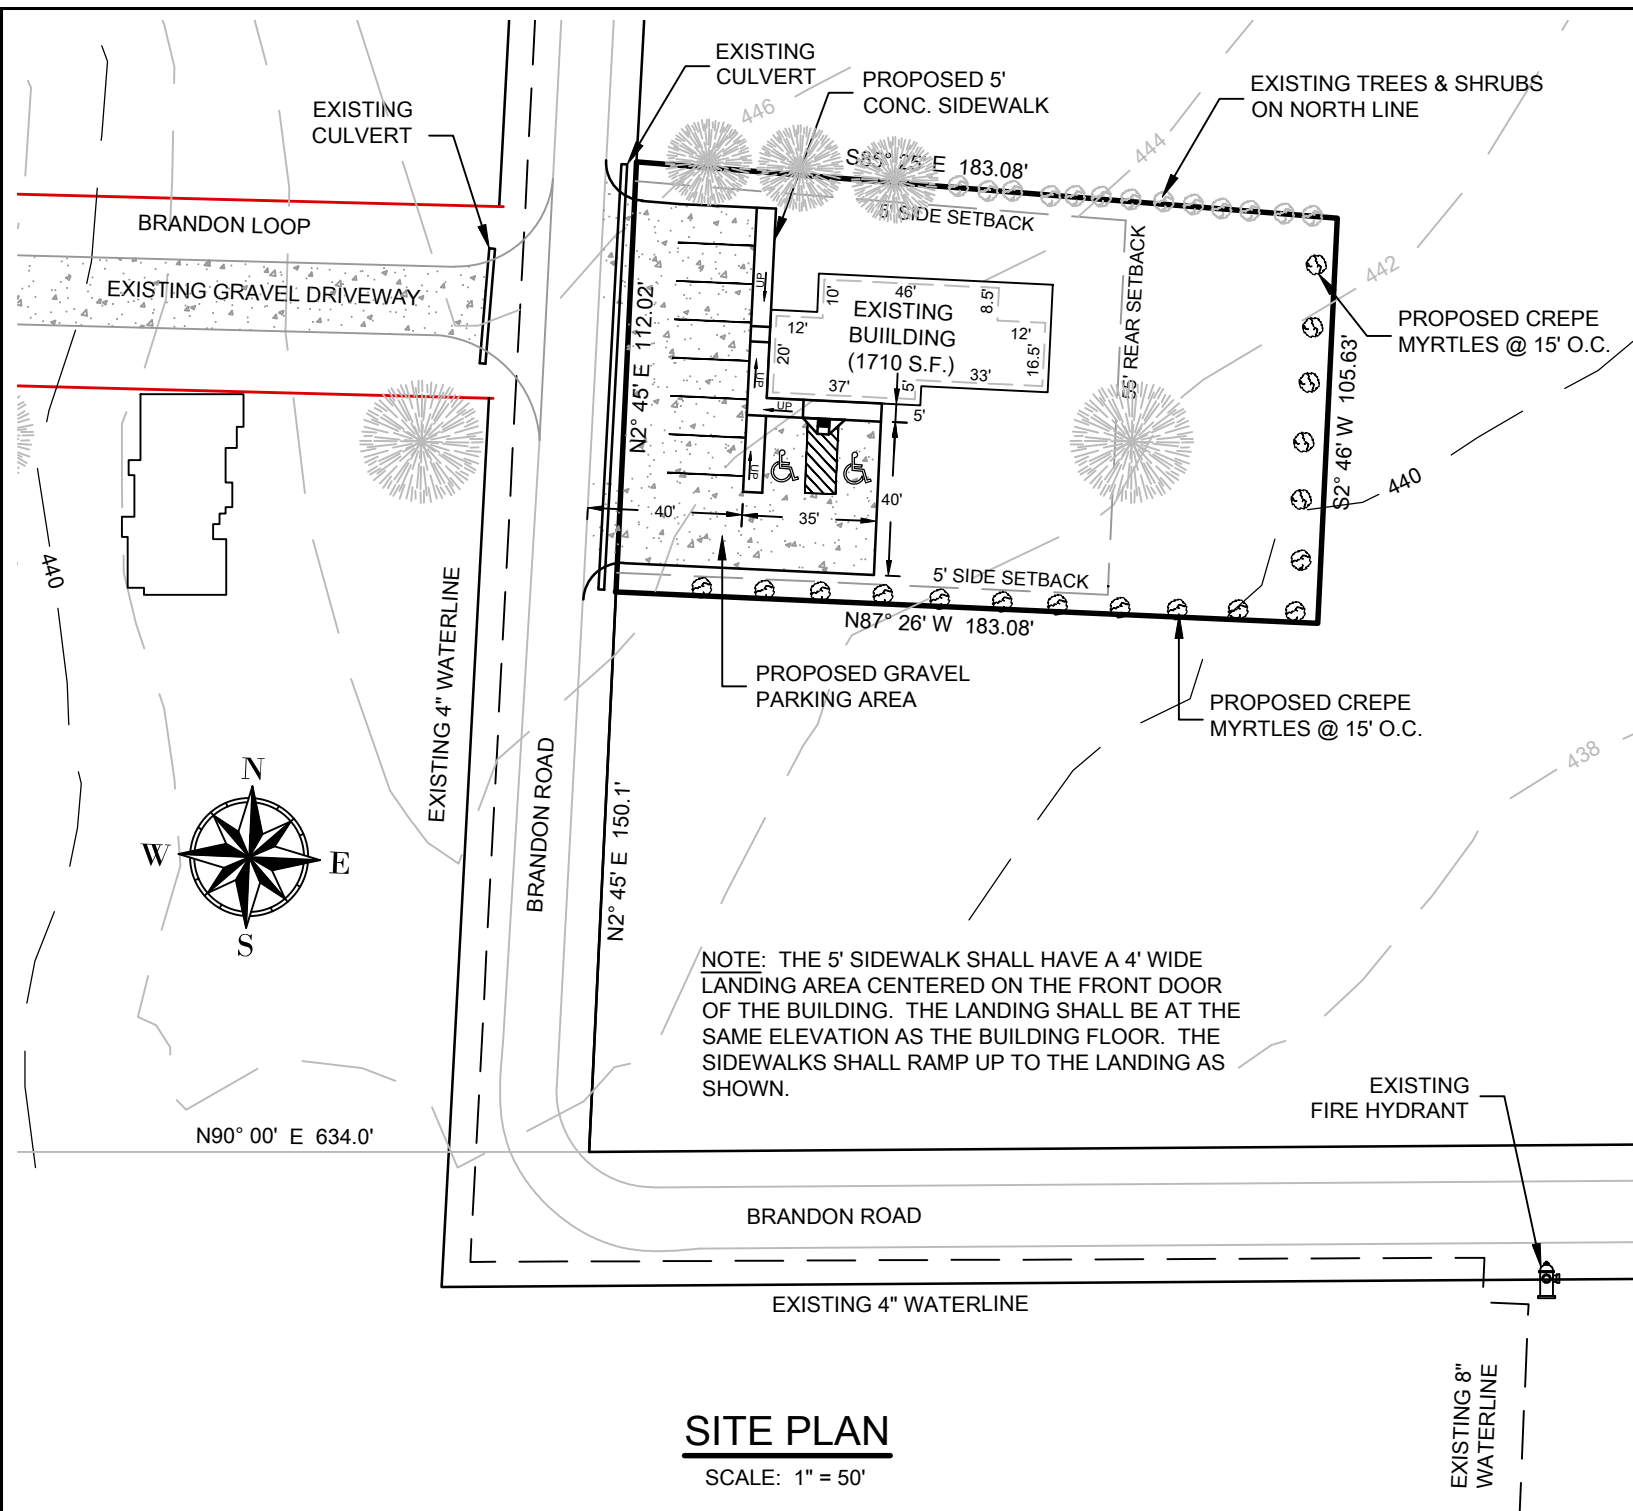 EXISTING
CULVERT
PROPOSED 5'
CONC. SIDEWALK
EXISTING TREES & SHRUBS
ON NORTH LINE
EXISTING
CULVERT
446
444
S85° 25' E  183.08'
5' SIDE SETBACK
BRANDON LOOP
EXISTING GRAVEL DRIVEWAY
442
PROPOSED CREPE
MYRTLES @ 15' O.C.
N2° 45' E  112.02'
UP
10'
46'
8.5'
EXISTING
BUIILDING
(1710 S.F.)
12'
12'
20'
16.5'
37'
5'
33'
UP
UP
5'
UP
55' REAR SETBACK
S2° 46' W  105.63'
440
40'
40'
35'
440
5' SIDE SETBACK
N87° 26' W  183.08'
PROPOSED GRAVEL
PARKING AREA
PROPOSED CREPE
MYRTLES @ 15' O.C.
438
EXISTING 4" WATERLINE
BRANDON ROAD
N2° 45' E  150.1'
N
W
E
S
NOTE:  THE 5' SIDEWALK SHALL HAVE A 4' WIDE
LANDING AREA CENTERED ON THE FRONT DOOR
OF THE BUILDING.  THE LANDING SHALL BE AT THE
SAME ELEVATION AS THE BUILDING FLOOR.  THE
SIDEWALKS SHALL RAMP UP TO THE LANDING AS
SHOWN.
EXISTING
FIRE HYDRANT
N90° 00'  E  634.0'
BRANDON ROAD
EXISTING 4" WATERLINE
EXISTING 8"
WATERLINE
SITE PLAN
SCALE:  1" = 50'